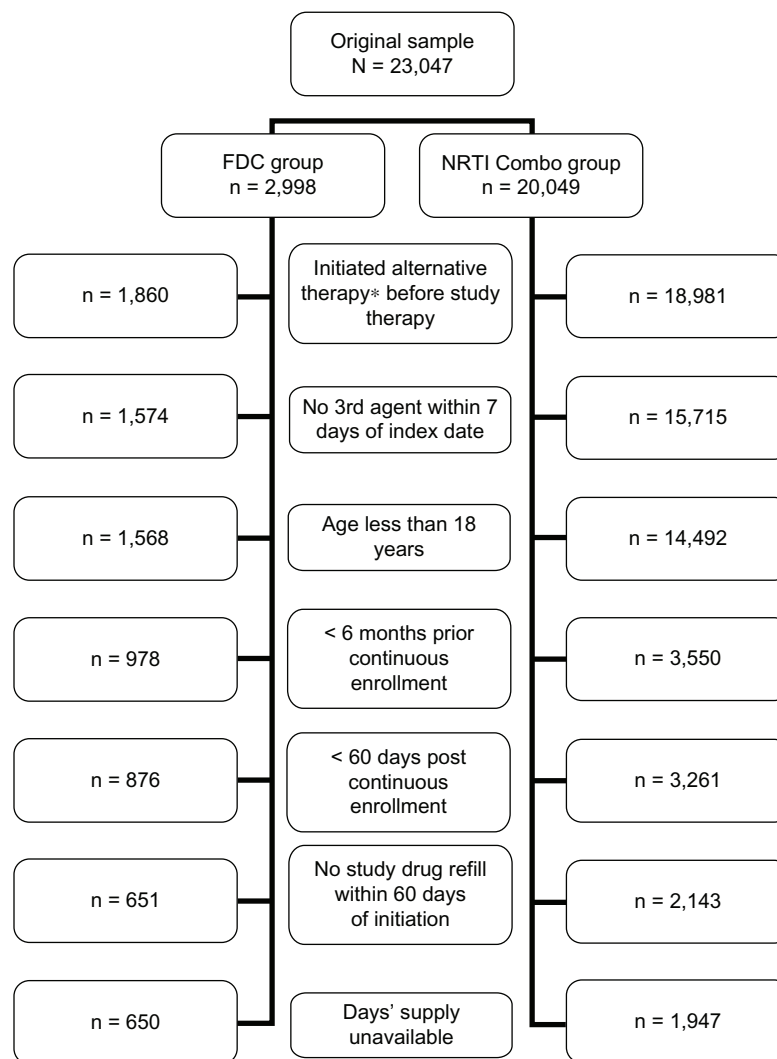 Original sample
N = 23,047
FDC group
n = 2,998
NRTI Combo group
n = 20,049
n = 1,860
Initiated alternative
therapy* before study
therapy
n = 18,981
n = 1,574
No 3rd agent within 7
days of index date
n = 15,715
n = 1,568
Age less than 18
years
n = 14,492
n = 978
< 6 months prior
continuous
enrollment
n = 3,550
n = 876
< 60 days post
continuous
enrollment
n = 3,261
n = 651
No study drug refill
within 60 days
of initiation
n = 2,143
n = 650
Days’ supply
unavailable
n = 1,947